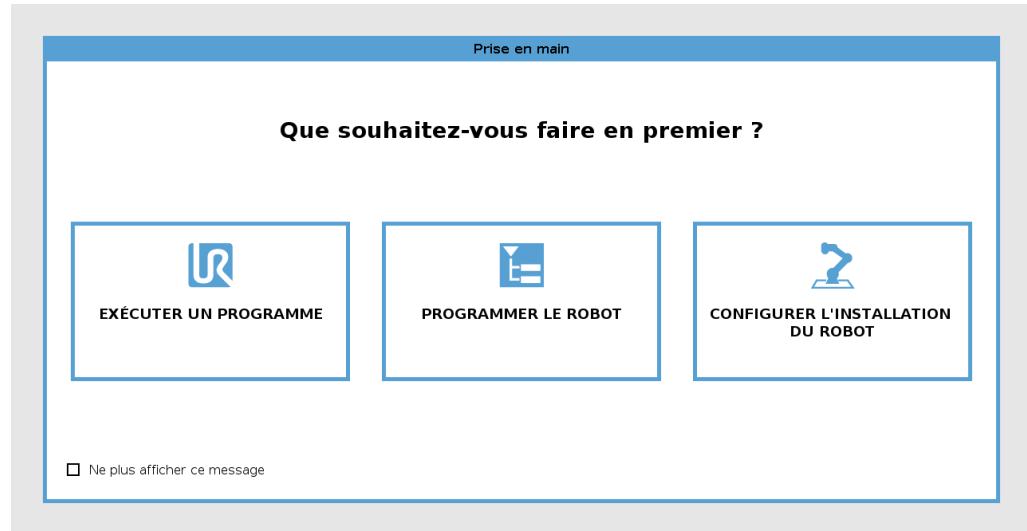 Prise en main
Que souhaitez-vous faire en premier ?
UR
EXÉCUTER UN PROGRAMME
PROGRAMMER LE ROBOT
CONFIGURER L'INSTALLATION
DU ROBOT
Ne plus afficher ce message